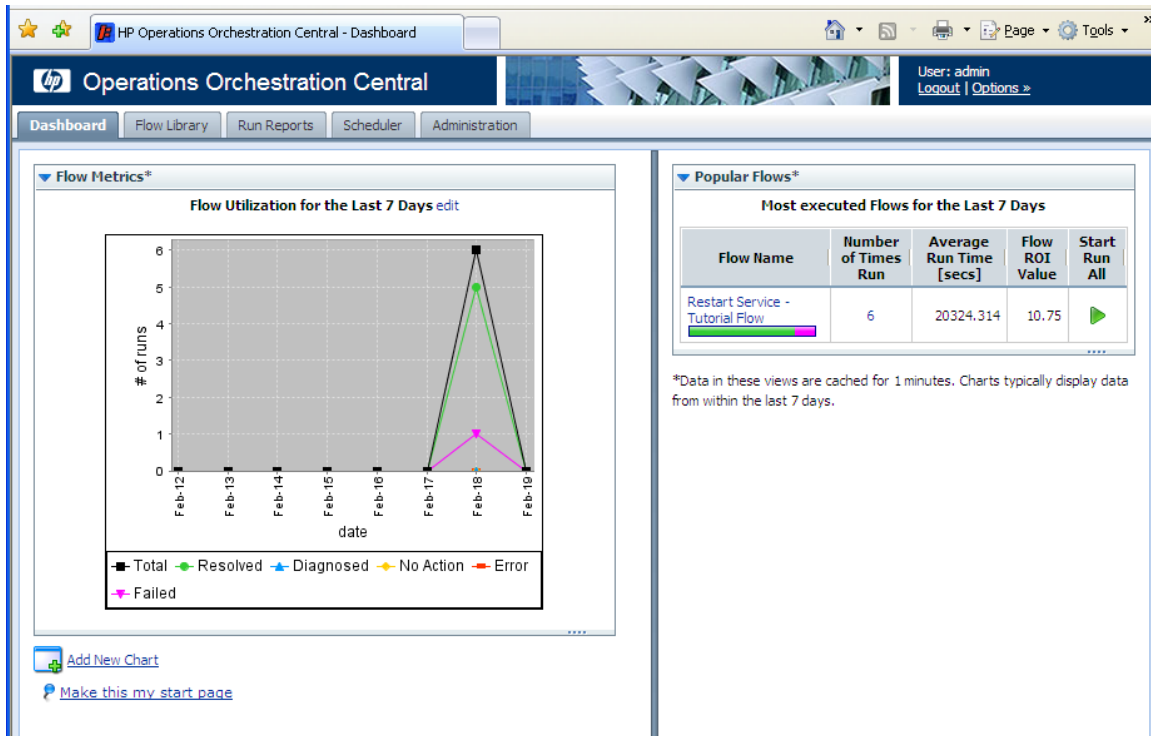 HP Operations Orchestration Central - Dashboard
Page
Tools
»
hp
Operations Orchestration Central
User: admin
Logout | Options »
Dashboard
Flow Library
Run Reports
Scheduler
Administration
Flow Metrics*
Flow Utilization for the Last 7 Days edit
# of runs
6
5
4
3
2
1
0
Feb-12
Feb-13
Feb-14
Feb-15
Feb-16
Feb-17
Feb-18
Feb-19
date
Total Resolved Diagnosed No Action Error
Failed
Add New Chart
Make this my start page
Popular Flows*
Most executed Flows for the Last 7 Days
Flow Name
Number of Times Run
Average Run Time [secs]
Flow ROI Value
Start Run All
Restart Service -
Tutorial Flow
6
20324.314
10.75
*Data in these views are cached for 1 minutes. Charts typically display data
from within the last 7 days.